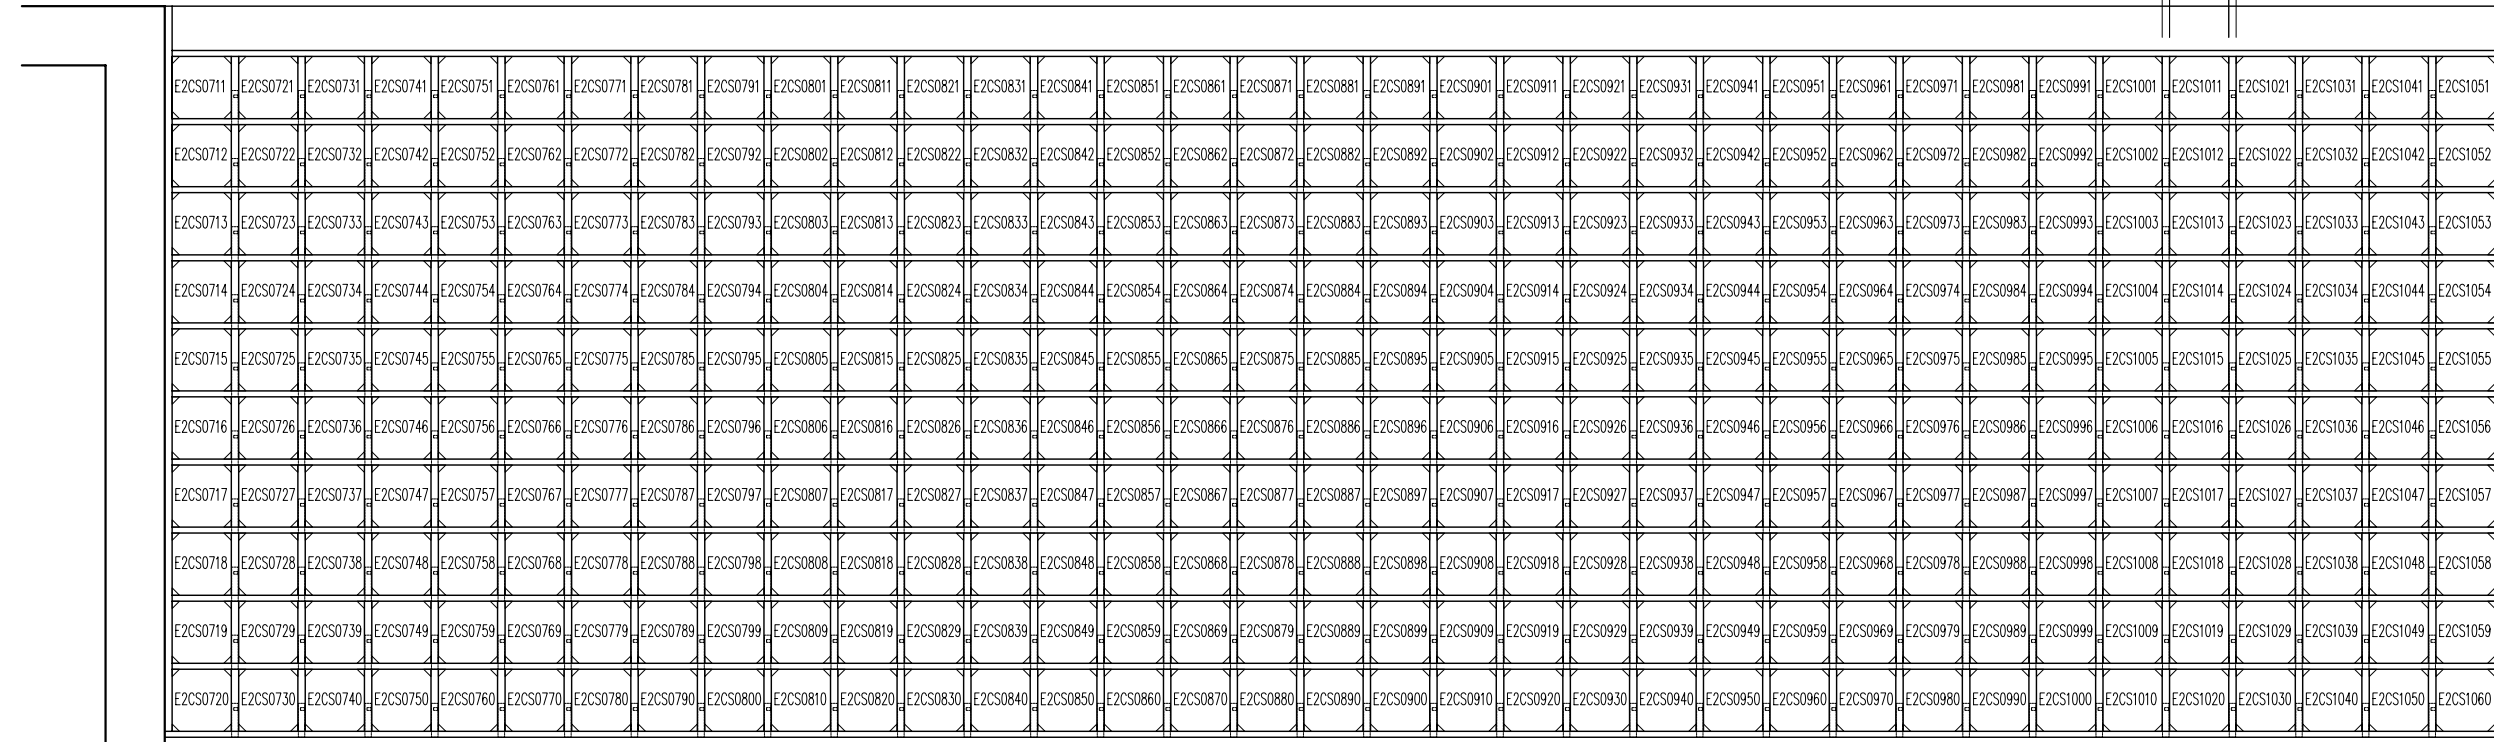 E2CS0711 E2CS0721 E2CS0731 E2CS0741 E2CS0751 E2CS0761 E2CS0771 E2CS0781 E2CS0791 E2CS0801 E2CS0811 E2CS0821 E2CS0831 E2CS0841 E2CS0851 E2CS0861 E2CS0871 E2CS0881 E2CS0891 E2CS0901 E2CS0911 E2CS0921 E2CS0931 E2CS0941 E2CS0951 E2CS0961 E2CS0971 E2CS0981 E2CS0991 E2CS1001 E2CS1011 E2CS1021 E2CS1031 E2CS1041 E2CS1051
E2CS0712 E2CS0722 E2CS0732 E2CS0742 E2CS0752 E2CS0762 E2CS0772 E2CS0782 E2CS0792 E2CS0802 E2CS0812 E2CS0822 E2CS0832 E2CS0842 E2CS0852 E2CS0862 E2CS0872 E2CS0882 E2CS0892 E2CS0902 E2CS0912 E2CS0922 E2CS0932 E2CS0942 E2CS0952 E2CS0962 E2CS0972 E2CS0982 E2CS0992 E2CS1002 E2CS1012 E2CS1022 E2CS1032 E2CS1042 E2CS1052
E2CS0713 E2CS0723 E2CS0733 E2CS0743 E2CS0753 E2CS0763 E2CS0773 E2CS0783 E2CS0793 E2CS0803 E2CS0813 E2CS0823 E2CS0833 E2CS0843 E2CS0853 E2CS0863 E2CS0873 E2CS0883 E2CS0893 E2CS0903 E2CS0913 E2CS0923 E2CS0933 E2CS0943 E2CS0953 E2CS0963 E2CS0973 E2CS0983 E2CS0993 E2CS1003 E2CS1013 E2CS1023 E2CS1033 E2CS1043 E2CS1053
E2CS0714 E2CS0724 E2CS0734 E2CS0744 E2CS0754 E2CS0764 E2CS0774 E2CS0784 E2CS0794 E2CS0804 E2CS0814 E2CS0824 E2CS0834 E2CS0844 E2CS0854 E2CS0864 E2CS0874 E2CS0884 E2CS0894 E2CS0904 E2CS0914 E2CS0924 E2CS0934 E2CS0944 E2CS0954 E2CS0964 E2CS0974 E2CS0984 E2CS0994 E2CS1004 E2CS1014 E2CS1024 E2CS1034 E2CS1044 E2CS1054
E2CS0715 E2CS0725 E2CS0735 E2CS0745 E2CS0755 E2CS0765 E2CS0775 E2CS0785 E2CS0795 E2CS0805 E2CS0815 E2CS0825 E2CS0835 E2CS0845 E2CS0855 E2CS0865 E2CS0875 E2CS0885 E2CS0895 E2CS0905 E2CS0915 E2CS0925 E2CS0935 E2CS0945 E2CS0955 E2CS0965 E2CS0975 E2CS0985 E2CS0995 E2CS1005 E2CS1015 E2CS1025 E2CS1035 E2CS1045 E2CS1055
E2CS0716 E2CS0726 E2CS0736 E2CS0746 E2CS0756 E2CS0766 E2CS0776 E2CS0786 E2CS0796 E2CS0806 E2CS0816 E2CS0826 E2CS0836 E2CS0846 E2CS0856 E2CS0866 E2CS0876 E2CS0886 E2CS0896 E2CS0906 E2CS0916 E2CS0926 E2CS0936 E2CS0946 E2CS0956 E2CS0966 E2CS0976 E2CS0986 E2CS0996 E2CS1006 E2CS1016 E2CS1026 E2CS1036 E2CS1046 E2CS1056
E2CS0717 E2CS0727 E2CS0737 E2CS0747 E2CS0757 E2CS0767 E2CS0777 E2CS0787 E2CS0797 E2CS0807 E2CS0817 E2CS0827 E2CS0837 E2CS0847 E2CS0857 E2CS0867 E2CS0877 E2CS0887 E2CS0897 E2CS0907 E2CS0917 E2CS0927 E2CS0937 E2CS0947 E2CS0957 E2CS0967 E2CS0977 E2CS0987 E2CS0997 E2CS1007 E2CS1017 E2CS1027 E2CS1037 E2CS1047 E2CS1057
E2CS0718 E2CS0728 E2CS0738 E2CS0748 E2CS0758 E2CS0768 E2CS0778 E2CS0788 E2CS0798 E2CS0808 E2CS0818 E2CS0828 E2CS0838 E2CS0848 E2CS0858 E2CS0868 E2CS0878 E2CS0888 E2CS0898 E2CS0908 E2CS0918 E2CS0928 E2CS0938 E2CS0948 E2CS0958 E2CS0968 E2CS0978 E2CS0988 E2CS0998 E2CS1008 E2CS1018 E2CS1028 E2CS1038 E2CS1048 E2CS1058
E2CS0719 E2CS0729 E2CS0739 E2CS0749 E2CS0759 E2CS0769 E2CS0779 E2CS0789 E2CS0799 E2CS0809 E2CS0819 E2CS0829 E2CS0839 E2CS0849 E2CS0859 E2CS0869 E2CS0879 E2CS0889 E2CS0899 E2CS0909 E2CS0919 E2CS0929 E2CS0939 E2CS0949 E2CS0959 E2CS0969 E2CS0979 E2CS0989 E2CS0999 E2CS1009 E2CS1019 E2CS1029 E2CS1039 E2CS1049 E2CS1059
E2CS0720 E2CS0730 E2CS0740 E2CS0750 E2CS0760 E2CS0770 E2CS0780 E2CS0790 E2CS0800 E2CS0810 E2CS0820 E2CS0830 E2CS0840 E2CS0850 E2CS0860 E2CS0870 E2CS0880 E2CS0890 E2CS0900 E2CS0910 E2CS0920 E2CS0930 E2CS0940 E2CS0950 E2CS0960 E2CS0970 E2CS0980 E2CS0990 E2CS1000 E2CS1010 E2CS1020 E2CS1030 E2CS1040 E2CS1050 E2CS1060